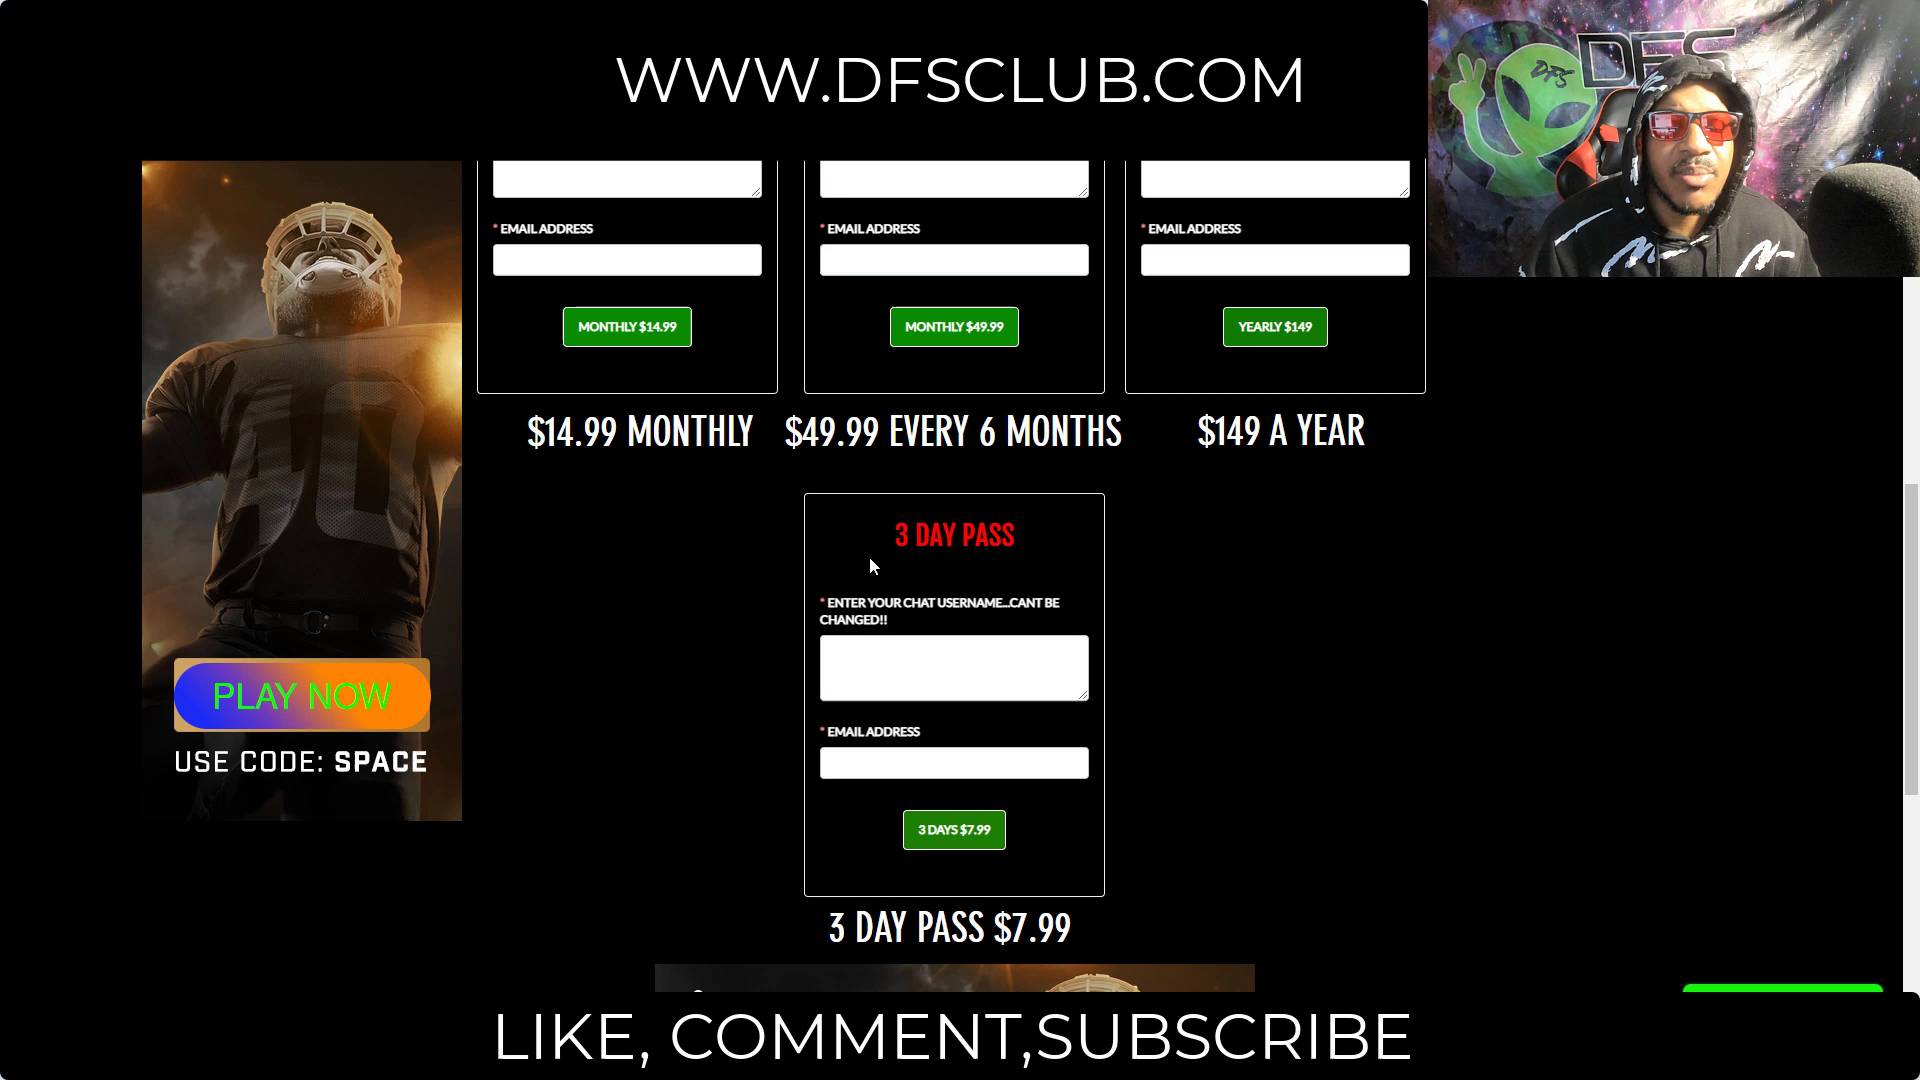 WWW.DFSCLUB.COM
DFS
DFS
* EMAIL ADDRESS
* EMAIL ADDRESS
* EMAIL ADDRESS
MONTHLY $14.99
MONTHLY $49.99
YEARLY $149
$14.99 MONTHLY
$49.99 EVERY 6 MONTHS
$149 A YEAR
3 DAY PASS
* ENTER YOUR CHAT USERNAME...CANT BE
CHANGED!!
* EMAIL ADDRESS
3 DAYS $7.99
3 DAY PASS $7.99
PLAY NOW
USE CODE: SPACE
LIKE, COMMENT,SUBSCRIBE